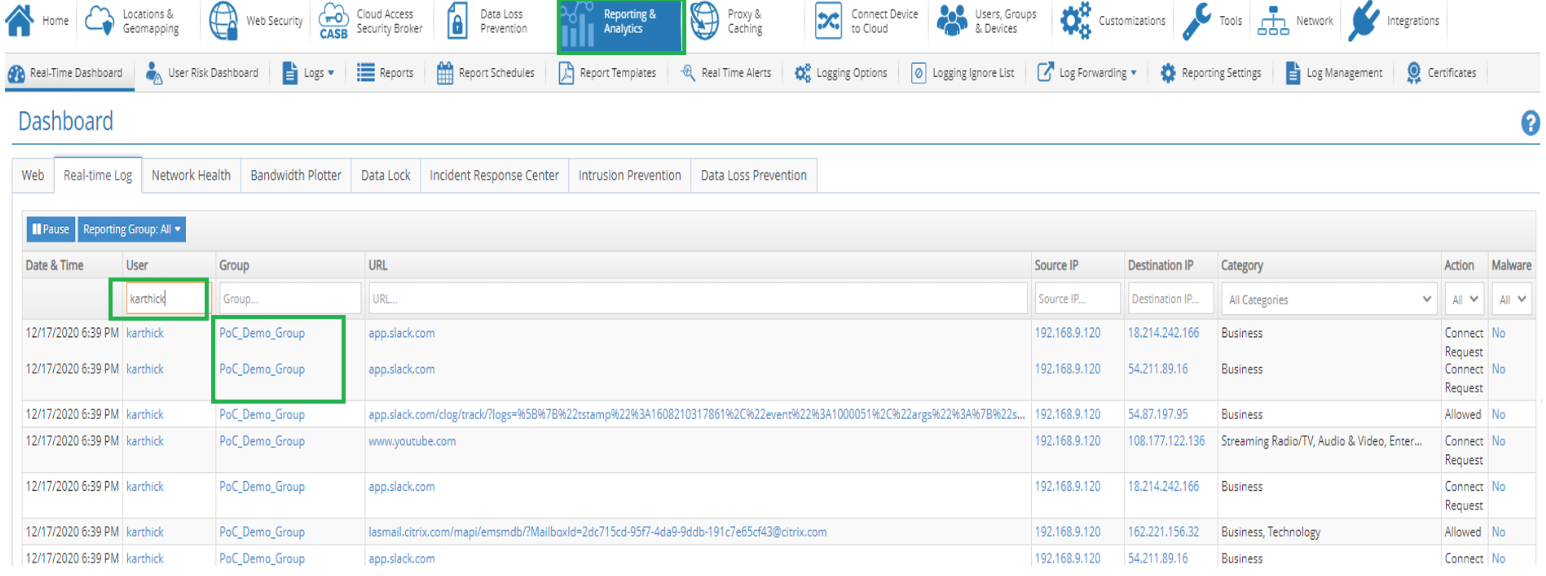 Home Locations & Geomapping Web Security CASB Cloud Access Security Broker Data Loss Prevention Reporting & Analytics Proxy & Caching Connect Device to Cloud Users, Groups & Devices Customizations Tools Network Integrations
Real-Time Dashboard User Risk Dashboard Logs Reports Report Schedules Report Templates Real Time Alerts Logging Options Logging Ignore List Log Forwarding Reporting Settings Log Management Certificates
Dashboard ?
Web Real-time Log Network Health Bandwidth Plotter Data Lock Incident Response Center Intrusion Prevention Data Loss Prevention
Pause Reporting Group: All
Date & Time User Group URL Source IP Destination IP Category Action Malware
karthick Group... URL... Source IP... Destination IP... All Categories All All
12/17/2020 6:39 PM karthick PoC_Demo_Group app.slack.com 192.168.9.120 18.214.242.166 Business Connect Request No
12/17/2020 6:39 PM karthick PoC_Demo_Group app.slack.com 192.168.9.120 54.211.89.16 Business Connect Request No
12/17/2020 6:39 PM karthick PoC_Demo_Group app.slack.com/clog/track/?logs=%5B%7B%22tstamp%22%3A1608210317861%2C%22event%22%3A1000051%2C%22args%22%3A%7B%22s... 192.168.9.120 54.87.197.95 Business Allowed No
12/17/2020 6:39 PM karthick PoC_Demo_Group www.youtube.com 192.168.9.120 108.177.122.136 Streaming Radio/TV, Audio & Video, Enter... Connect Request No
12/17/2020 6:39 PM karthick PoC_Demo_Group app.slack.com 192.168.9.120 18.214.242.166 Business Connect Request No
12/17/2020 6:39 PM karthick PoC_Demo_Group lasmail.citrix.com/mapi/emsmdb/?MailboxId=2dc715cd-95f7-4da9-9ddb-191c7e65cf43@citrix.com 192.168.9.120 162.221.156.32 Business, Technology Allowed No
12/17/2020 6:39 PM karthick PoC_Demo_Group app.slack.com 192.168.9.120 54.211.89.16 Business Connect No